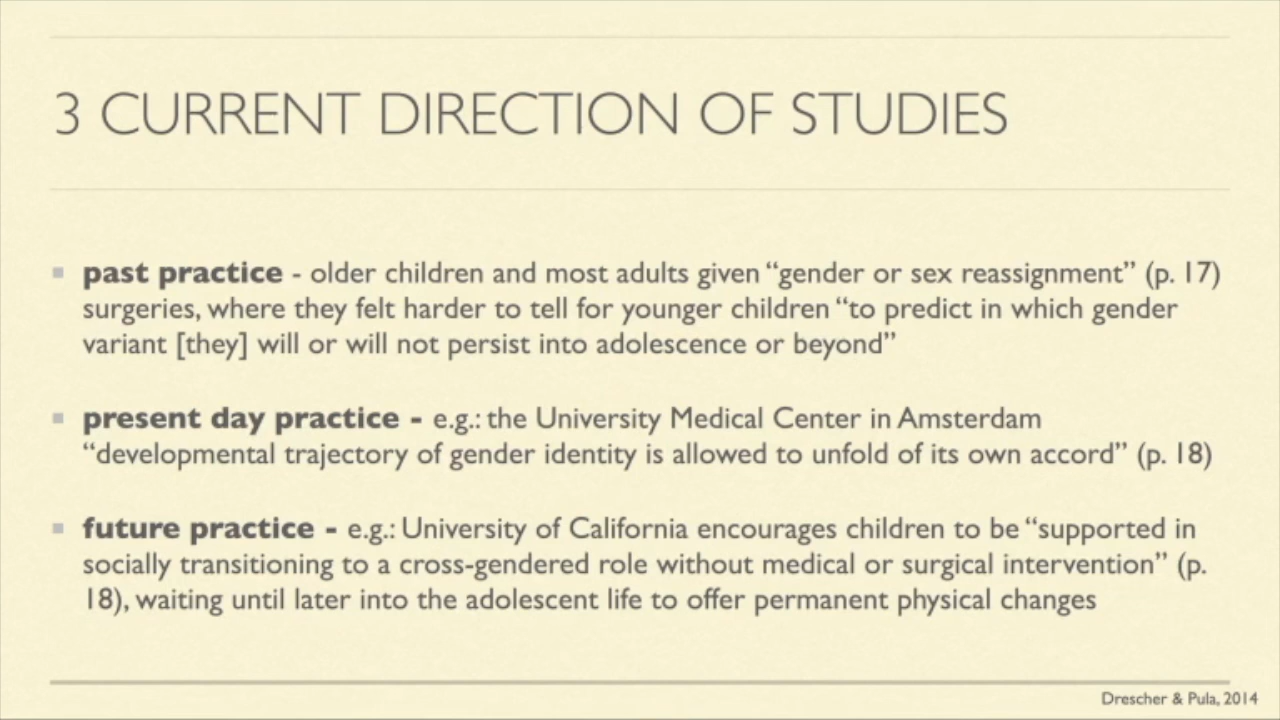 3 CURRENT DIRECTION OF STUDIES
past practice - older children and most adults given “gender or sex reassignment” (p. 17)
surgeries, where they felt harder to tell for younger children “to predict in which gender
variant [they] will or will not persist into adolescence or beyond”
present day practice - e.g.: the University Medical Center in Amsterdam
“developmental trajectory of gender identity is allowed to unfold of its own accord” (p. 18)
future practice - e.g.: University of California encourages children to be “supported in
socially transitioning to a cross-gendered role without medical or surgical intervention” (p.
18), waiting until later into the adolescent life to offer permanent physical changes
Drescher & Pula, 2014